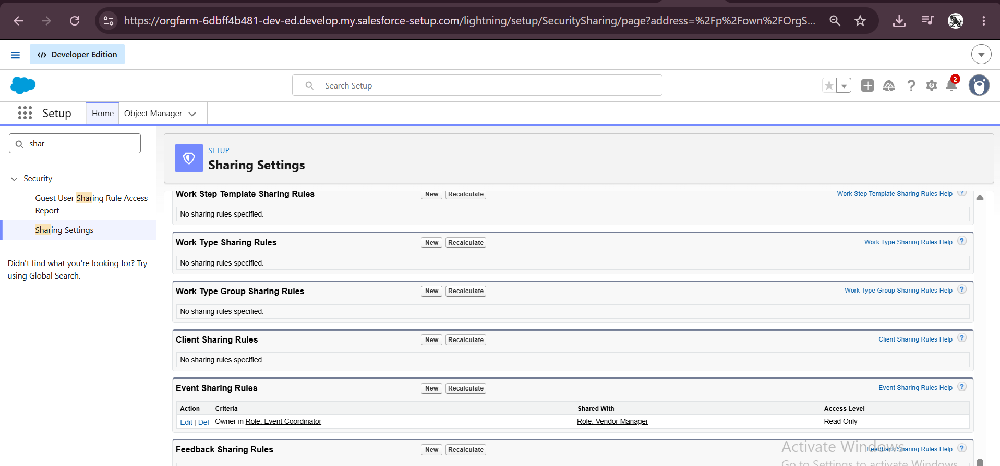 https://orgfarm-6dbff4b481-dev-ed.develop.my.salesforce-setup.com/lightning/setup/SecuritySharing/page?address=%2Fp%2Fown%2FOrgS...
Developer Edition
Search Setup
2
Setup
Home
Object Manager
shar
SETUP
Sharing Settings
Security
Guest User Sharing Rule Access
Report
Sharing Settings
Didn't find what you're looking for? Try
using Global Search.
Work Step Template Sharing Rules New Recalculate Work Step Template Sharing Rules Help ?
No sharing rules specified.
Work Type Sharing Rules New Recalculate Work Type Sharing Rules Help ?
No sharing rules specified.
Work Type Group Sharing Rules New Recalculate Work Type Group Sharing Rules Help ?
No sharing rules specified.
Client Sharing Rules New Recalculate Client Sharing Rules Help ?
No sharing rules specified.
Event Sharing Rules New Recalculate Event Sharing Rules Help ?
Action Criteria Shared With Access Level
Edit | Del Owner in Role: Event Coordinator Role: Vendor Manager Read Only
Feedback Sharing Rules New Recalculate Feedback Sharing Rules Help ?
Activate Windows
Go to Settings to activate Windows.